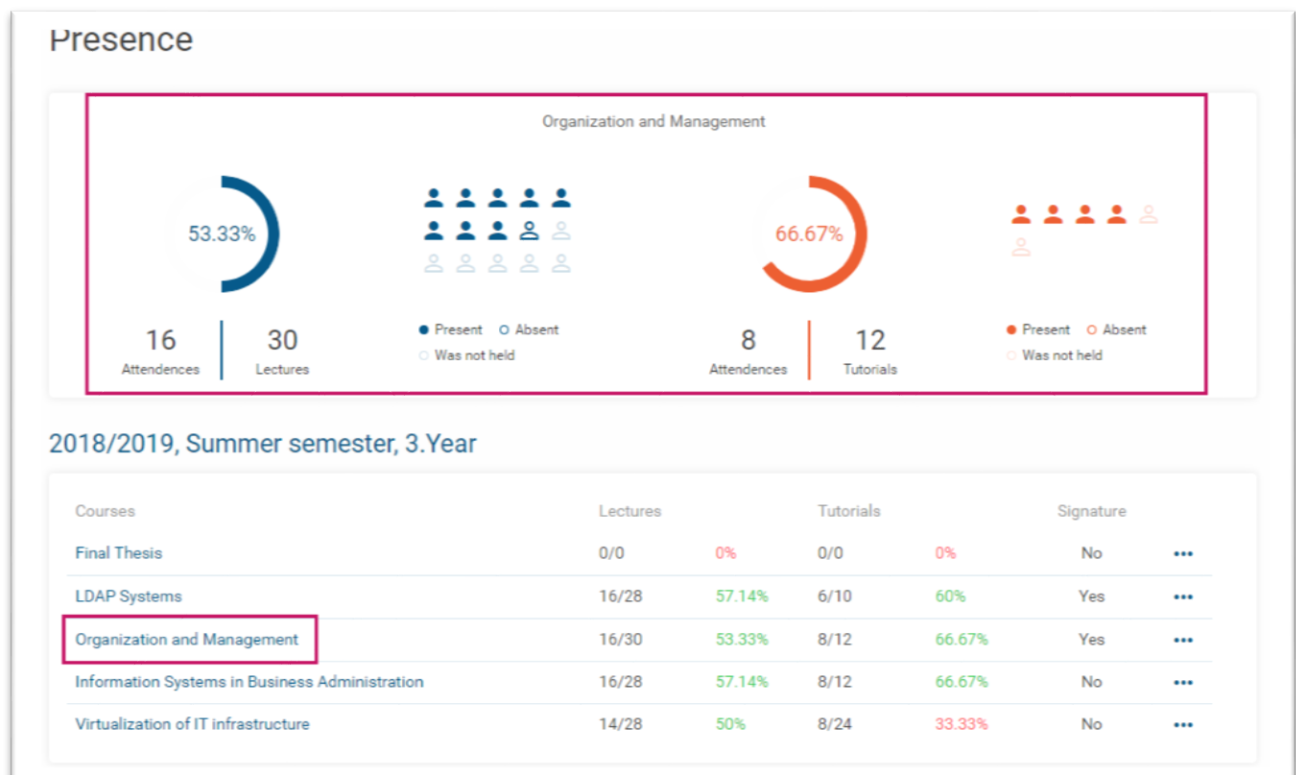 Presence
Organization and Management
53.33%
66.67%
16
Attendences
30
Lectures
Present Absent
Was not held
8
Attendences
12
Tutorials
Present Absent
Was not held
2018/2019, Summer semester, 3.Year
Courses Lectures Tutorials Signature
Final Thesis 0/0 0% 0/0 0% No •••
LDAP Systems 16/28 57.14% 6/10 60% Yes •••
Organization and Management 16/30 53.33% 8/12 66.67% Yes •••
Information Systems in Business Administration 16/28 57.14% 8/12 66.67% No •••
Virtualization of IT infrastructure 14/28 50% 8/24 33.33% No •••